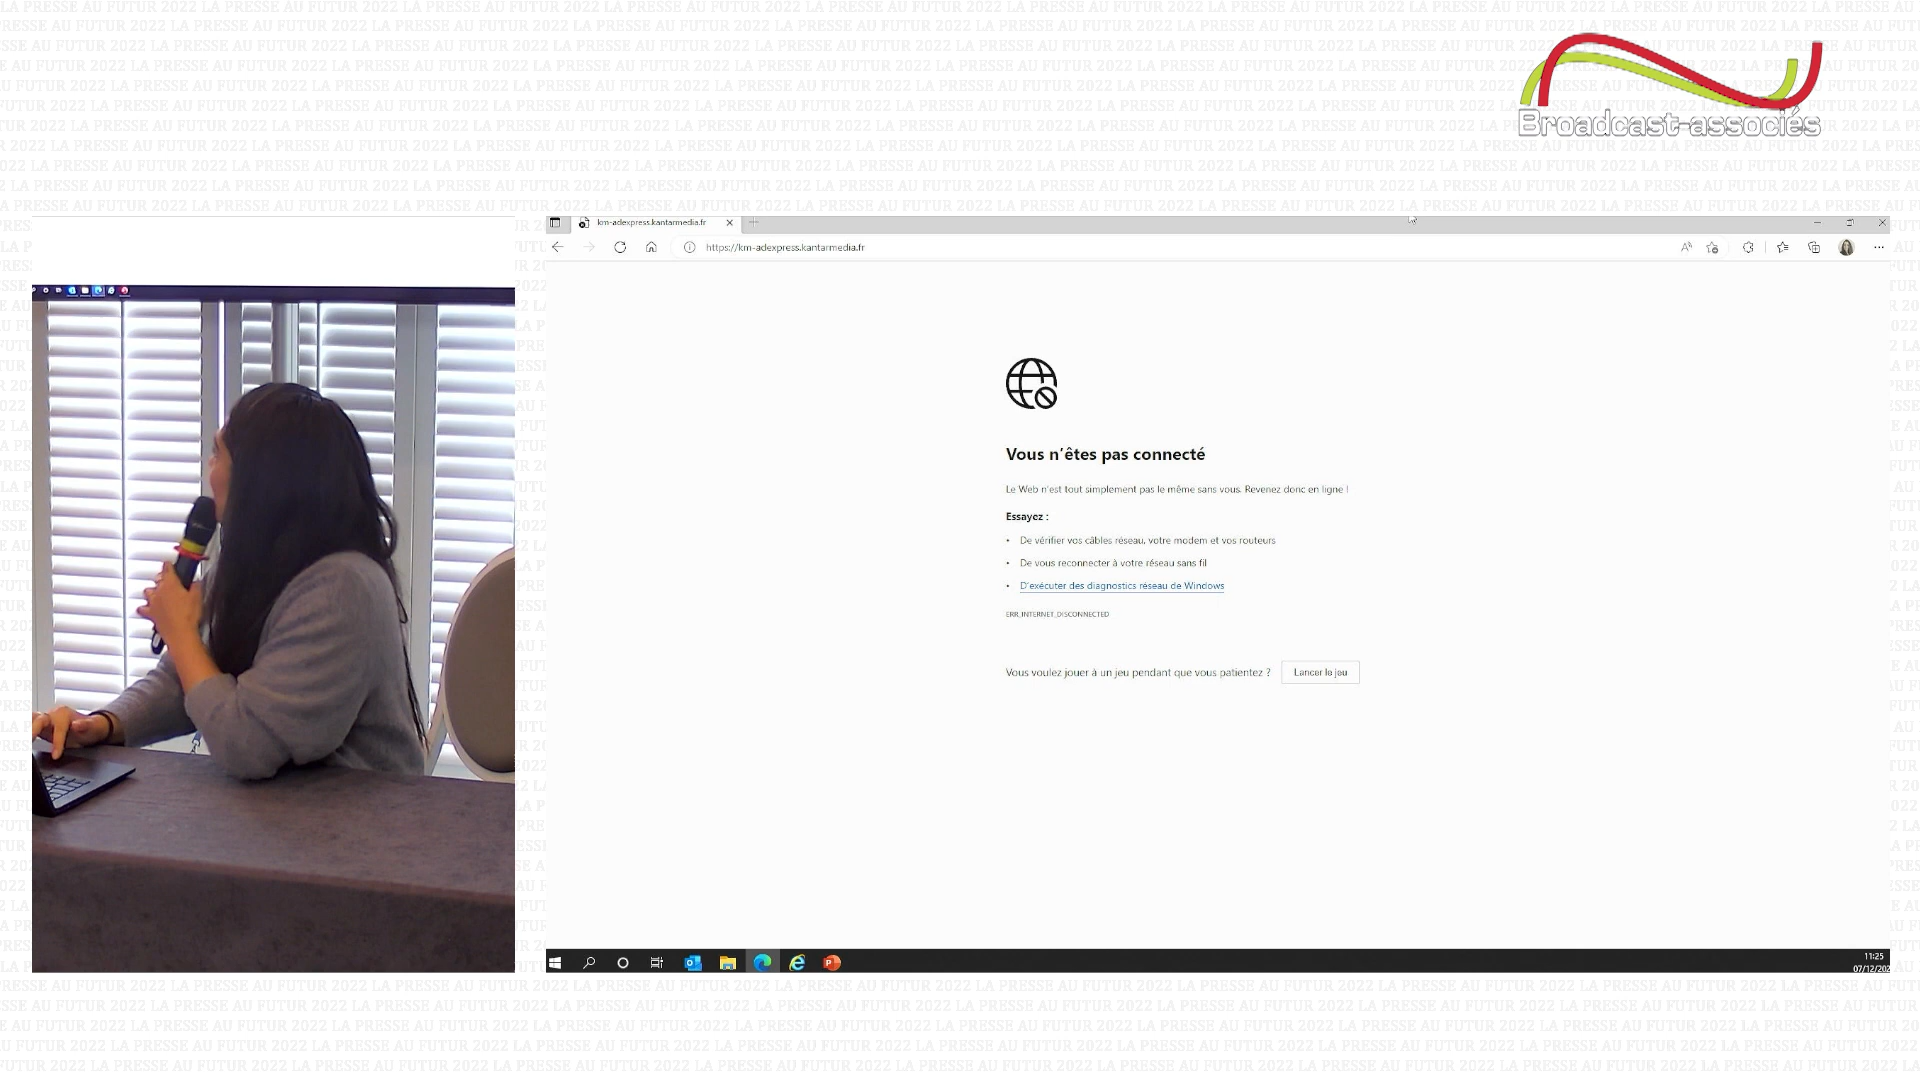 LA PRESSE AU FUTUR 2022
Broadcast-associés
km-adexpress.kantarmedia.fr
https://km-adexpress.kantarmedia.fr
Vous n'êtes pas connecté
Le Web n'est tout simplement pas le même sans vous. Revenez donc en ligne !
Essayez :
• De vérifier vos câbles réseau, votre modem et vos routeurs
• De vous reconnecter à votre réseau sans fil
• D'exécuter des diagnostics réseau de Windows
ERR_INTERNET_DISCONNECTED
Vous voulez jouer à un jeu pendant que vous patientez ?
Lancer le jeu
11:25
07/12/202